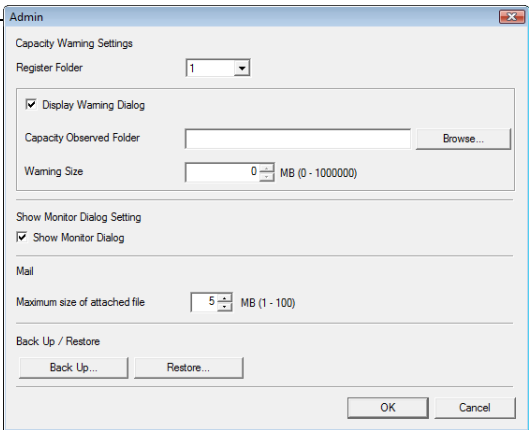 Admin
Capacity Warning Settings
Register Folder 1
Display Warning Dialog
Capacity Observed Folder Browse...
Warning Size 0 MB (0 - 1000000)
Show Monitor Dialog Setting
Show Monitor Dialog
Mail
Maximum size of attached file 5 MB (1 - 100)
Back Up / Restore
Back Up... Restore...
OK Cancel